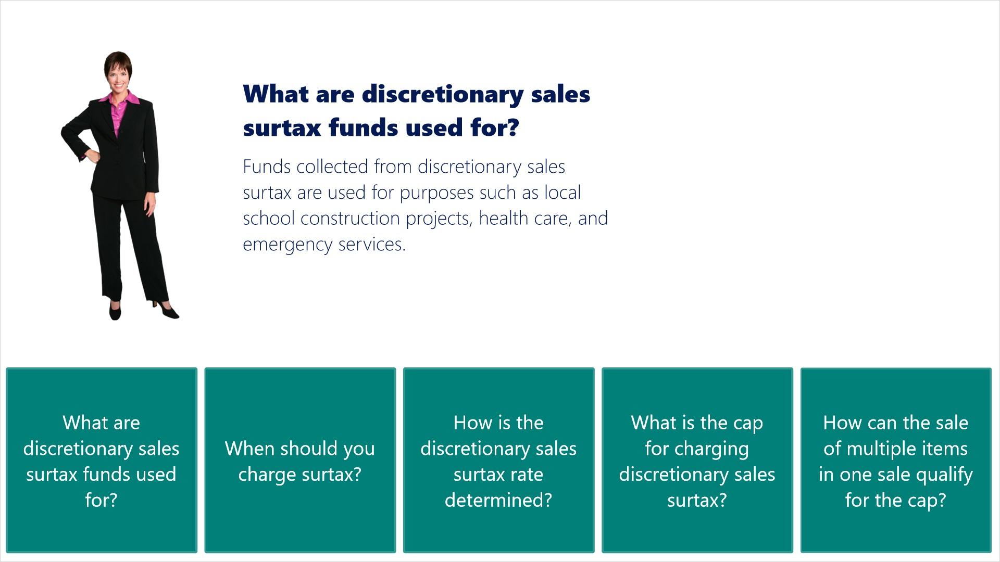 What are discretionary sales
surtax funds used for?
Funds collected from discretionary sales
surtax are used for purposes such as local
school construction projects, health care, and
emergency services.
What are
discretionary sales
surtax funds used
for?
When should you
charge surtax?
How is the
discretionary sales
surtax rate
determined?
What is the cap
for charging
discretionary sales
surtax?
How can the sale
of multiple items
in one sale qualify
for the cap?